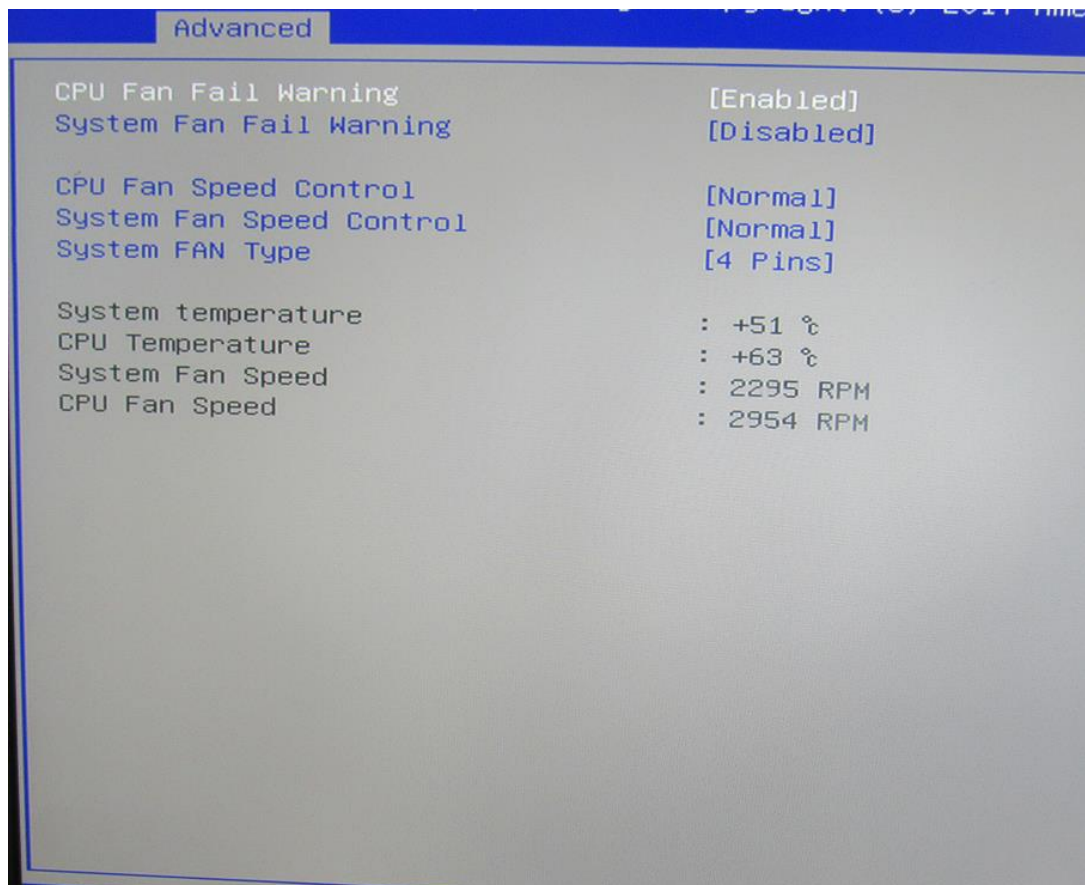 Advanced
CPU Fan Fail Warning [Enabled]
System Fan Fail Warning [Disabled]
CPU Fan Speed Control [Normal]
System Fan Speed Control [Normal]
System FAN Type [4 Pins]
System temperature : +51 ℃
CPU Temperature : +63 ℃
System Fan Speed : 2295 RPM
CPU Fan Speed : 2954 RPM